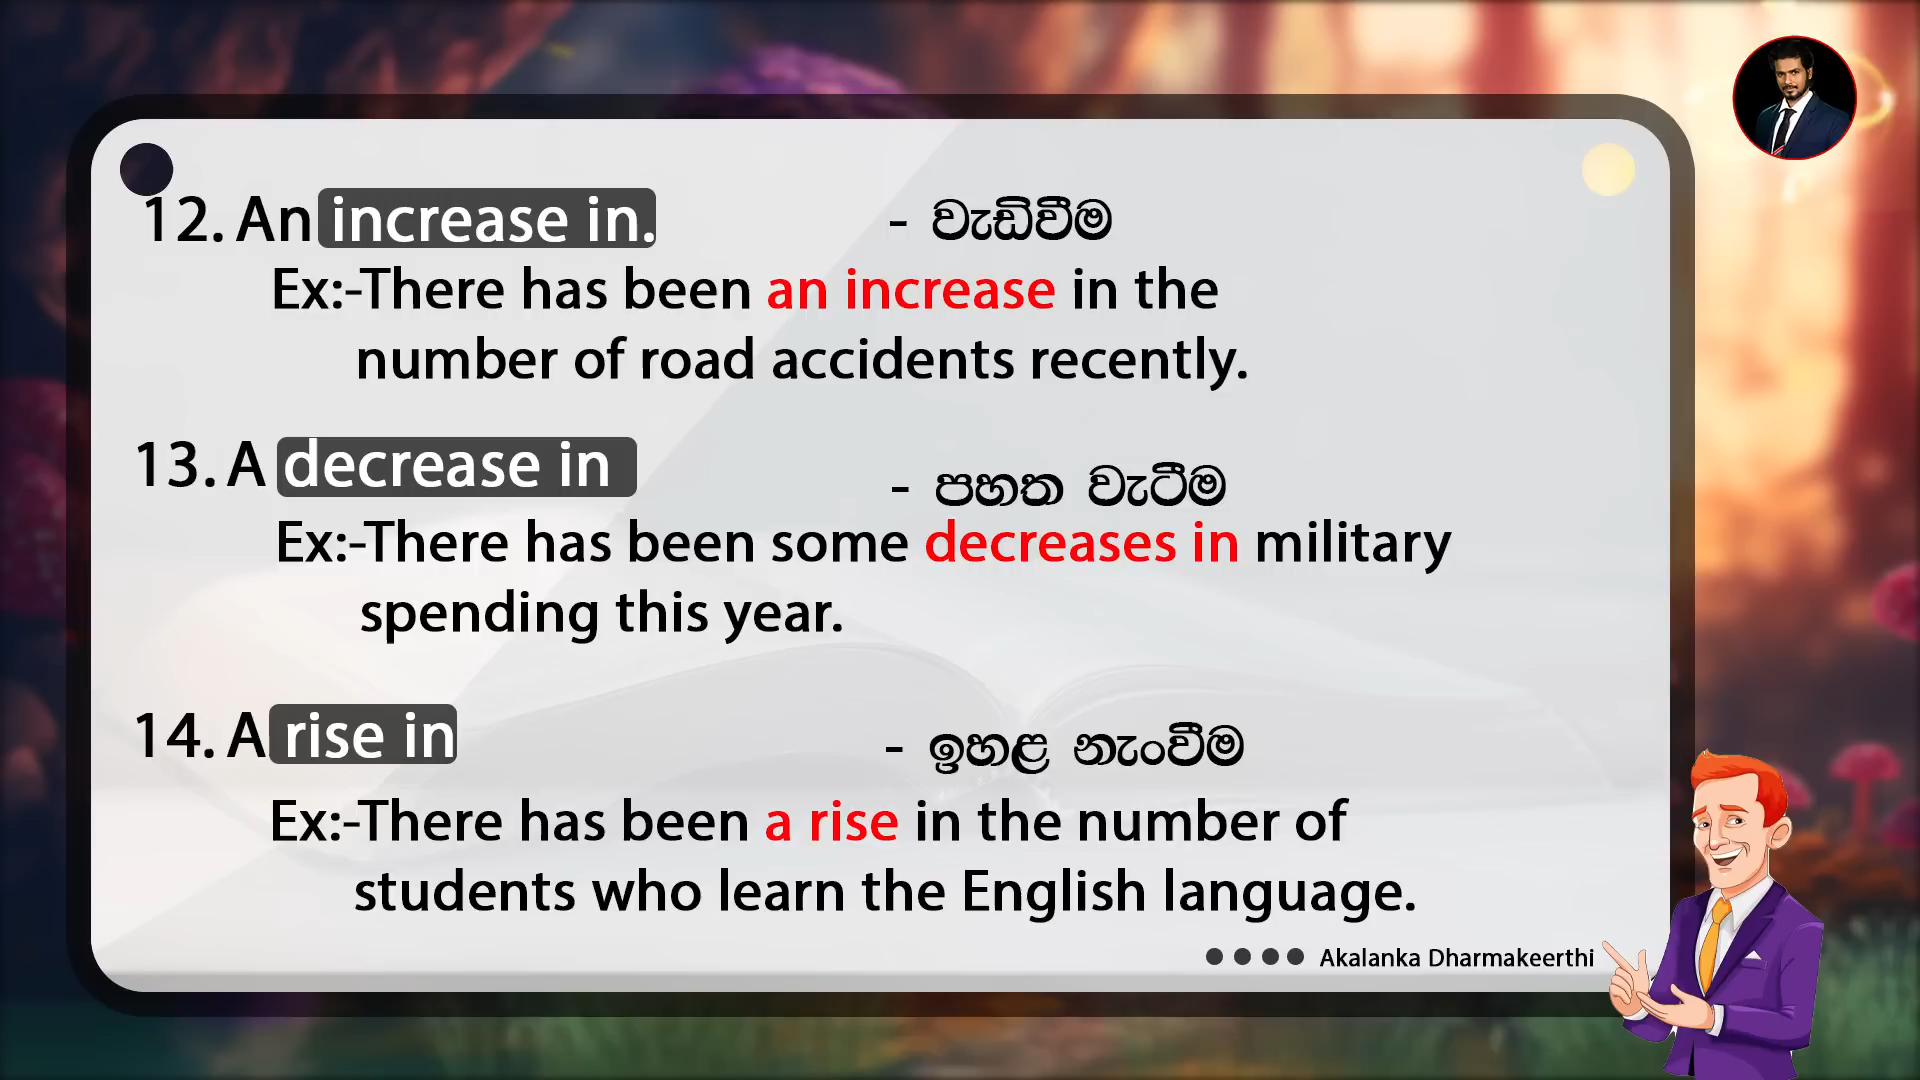 12. An increase in. - වැඩිවීම
Ex:-There has been an increase in the
number of road accidents recently.
13. A decrease in - පහත වැටීම
Ex:-There has been some decreases in military
spending this year.
14. A rise in - ඉහළ නැංවීම
Ex:-There has been a rise in the number of
students who learn the English language.
Akalanka Dharmakeerthi